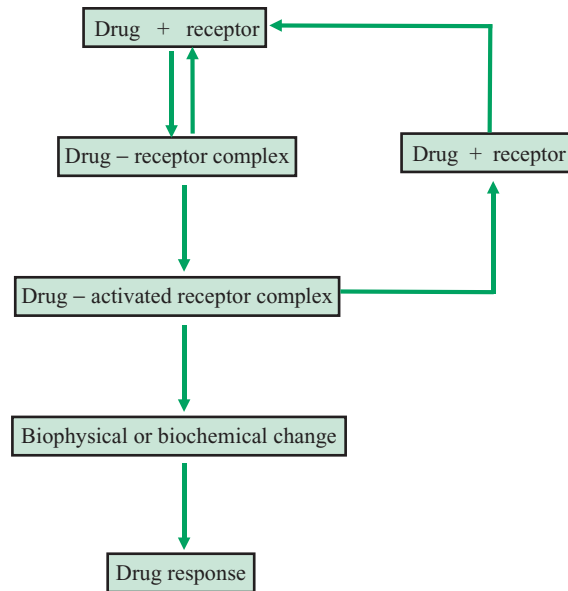 Drug + receptor
Drug – receptor complex
Drug + receptor
Drug – activated receptor complex
Biophysical or biochemical change
Drug response